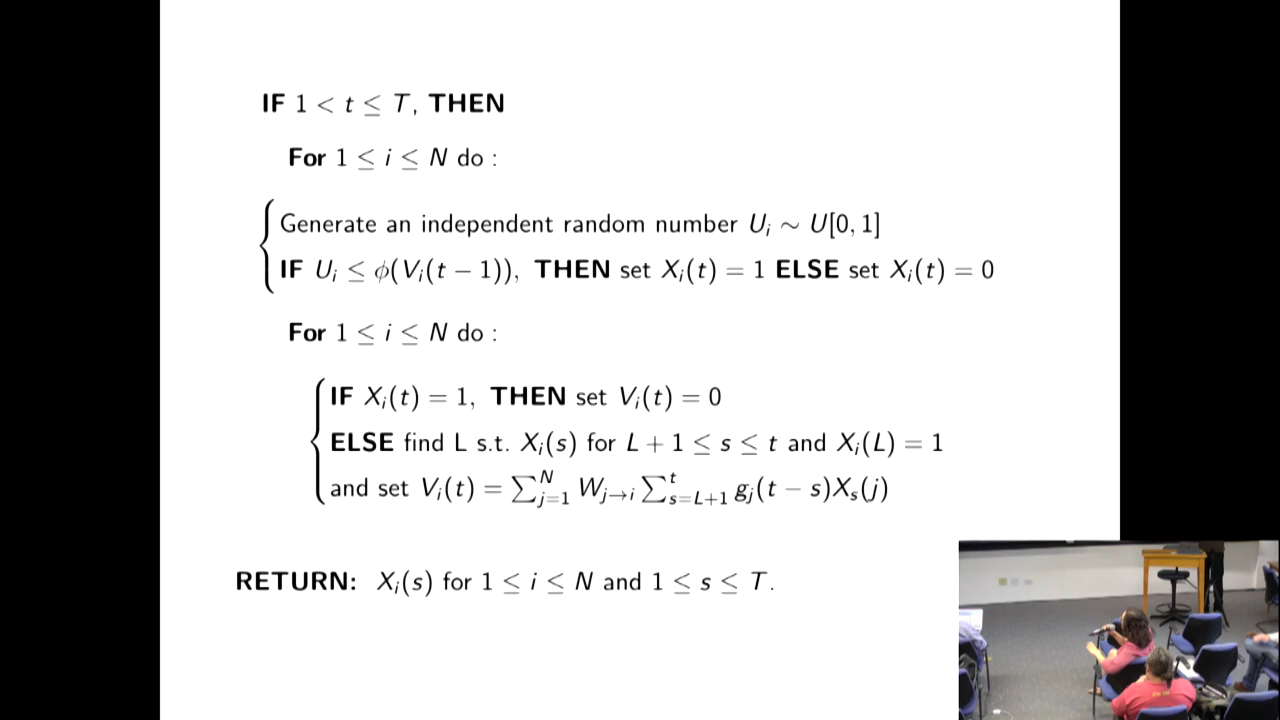 IF 1 < t ≤ T, THEN
For 1 ≤ i ≤ N do :
Generate an independent random number U_i ∼ U[0, 1]
IF U_i ≤ ϕ(V_i(t − 1)), THEN set X_i(t) = 1 ELSE set X_i(t) = 0
For 1 ≤ i ≤ N do :
IF X_i(t) = 1, THEN set V_i(t) = 0
ELSE find L s.t. X_i(s) for L + 1 ≤ s ≤ t and X_i(L) = 1
and set V_i(t) = ∑_{j=1}^{N} W_{j→i} ∑_{s=L+1}^{t} g_j(t − s)X_s(j)
RETURN: X_i(s) for 1 ≤ i ≤ N and 1 ≤ s ≤ T.